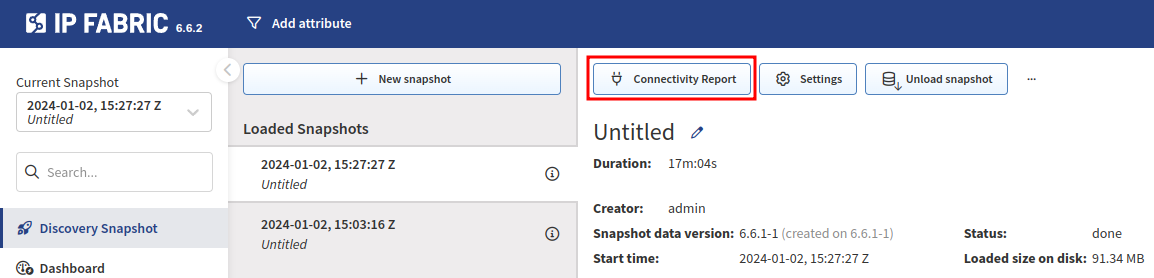 IP FABRIC 6.6.2
Add attribute
Current Snapshot
2024-01-02, 15:27:27 Z
Untitled
Search...
Discovery Snapshot
Dashboard
New snapshot
Loaded Snapshots
2024-01-02, 15:27:27 Z
Untitled
2024-01-02, 15:03:16 Z
Untitled
Connectivity Report
Settings
Unload snapshot
...
Untitled
Duration: 17m:04s
Creator: admin
Snapshot data version: 6.6.1-1 (created on 6.6.1-1)
Status: done
Start time: 2024-01-02, 15:27:27 Z
Loaded size on disk: 91.34 MB